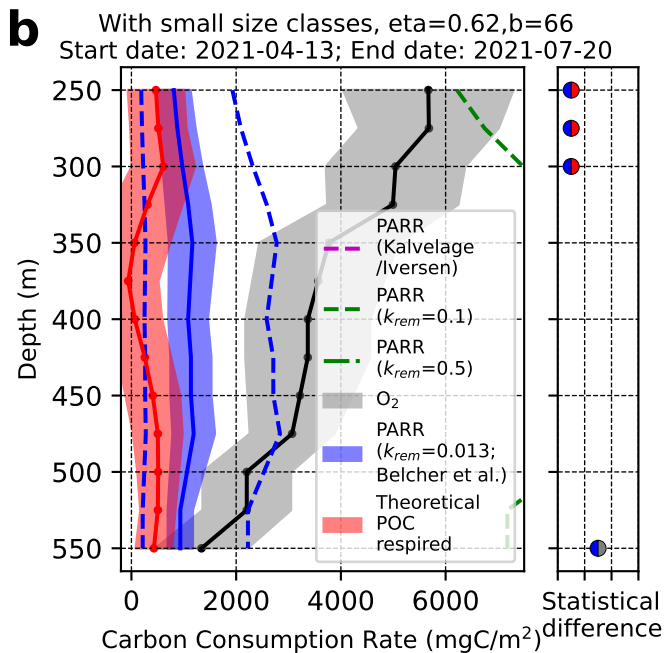 b
With small size classes, eta=0.62,b=66
Start date: 2021-04-13; End date: 2021-07-20
250
300
350
400
450
500
550
Depth (m)
0
2000
4000
6000
Carbon Consumption Rate (mgC/m²)
PARR
(Kalvelage
/Iversen)
PARR
(k_rem=0.1)
PARR
(k_rem=0.5)
O₂
PARR
(k_rem=0.013;
Belcher et al.)
Theoretical
POC
respired
Statistical
difference